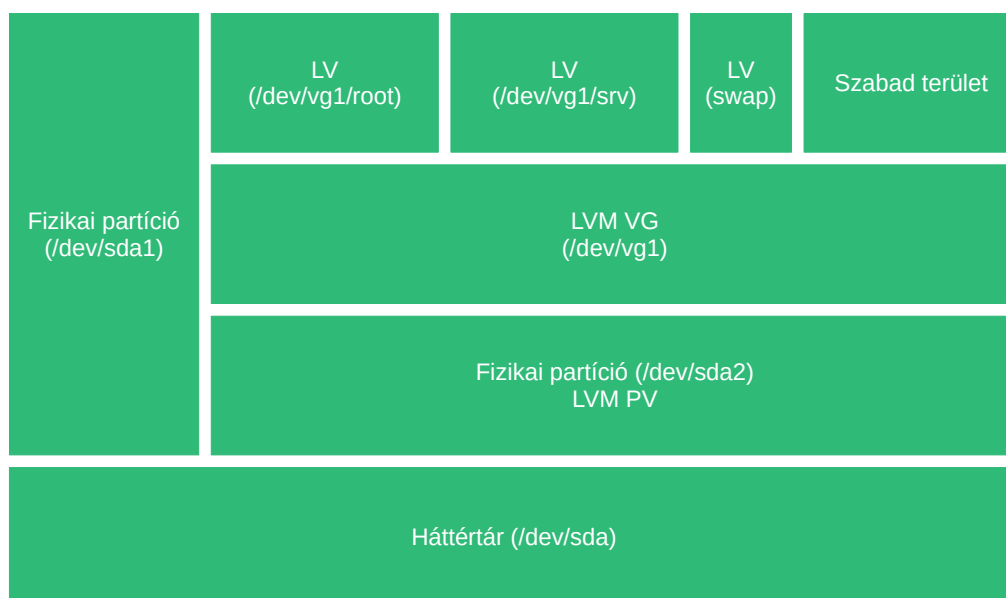 LV
(/dev/vg1/root)
LV
(/dev/vg1/srv)
LV
(swap)
Szabad terület
Fizikai partíció
(/dev/sda1)
LVM VG
(/dev/vg1)
Fizikai partíció (/dev/sda2)
LVM PV
Háttértár (/dev/sda)